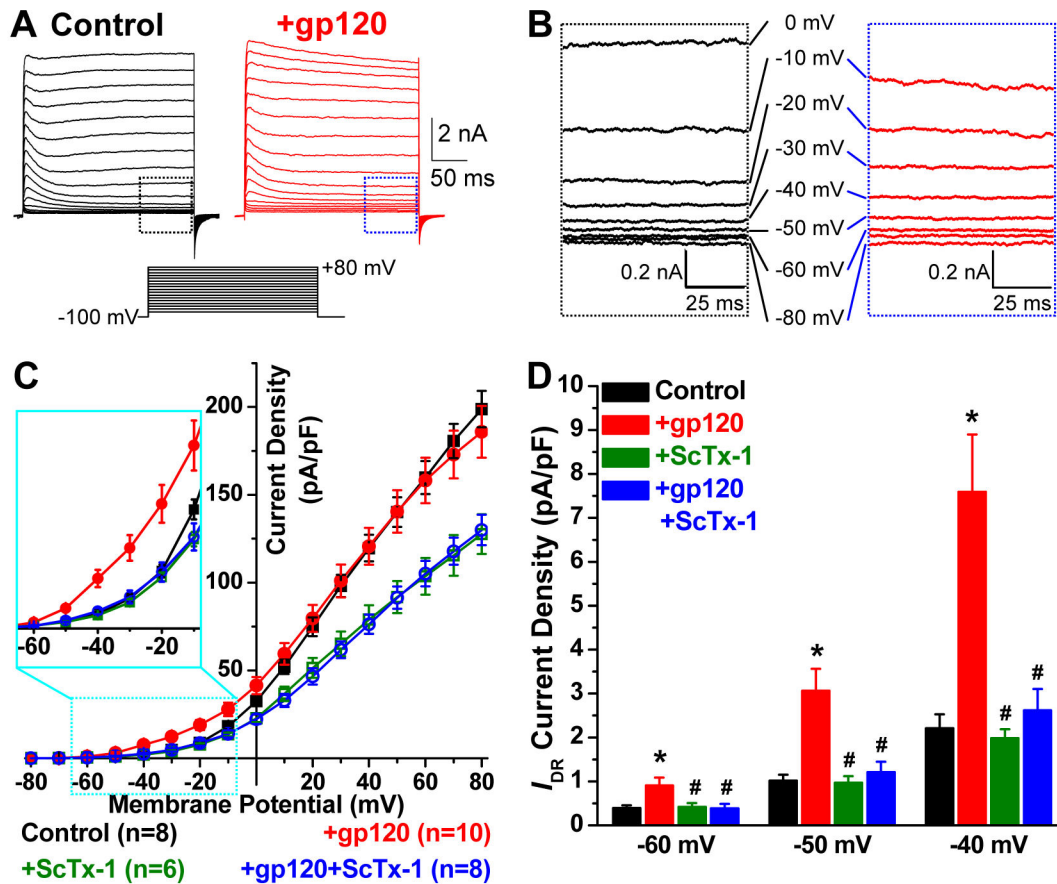 A
Control
+gp120
2 nA
50 ms
+80 mV
-100 mV
B
0 mV
-10 mV
-20 mV
-30 mV
-40 mV
-50 mV
-60 mV
-80 mV
0.2 nA
25 ms
0.2 nA
25 ms
C
Current Density
(pA/pF)
200
150
100
50
-60 -40 -20
-80 -60 -40 -20 20 40 60 80
Membrane Potential (mV)
Control (n=8)
+gp120 (n=10)
+ScTx-1 (n=6)
+gp120+ScTx-1 (n=8)
D
IDR Current Density (pA/pF)
10
9
8
7
6
5
4
3
2
1
0
Control
+gp120
+ScTx-1
+gp120
+ScTx-1
* # #
* # #
* # #
-60 mV
-50 mV
-40 mV